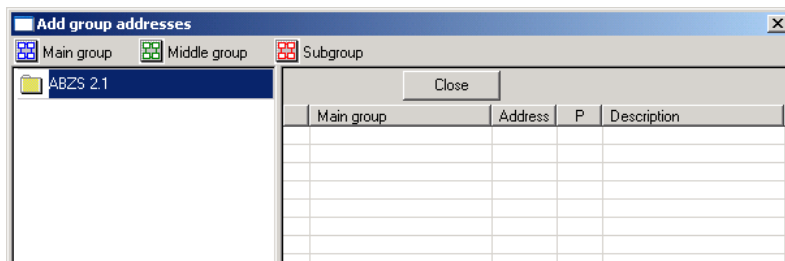 Add group addresses
Main group Middle group Subgroup
ABZS 2.1
Close
Main group Address P Description